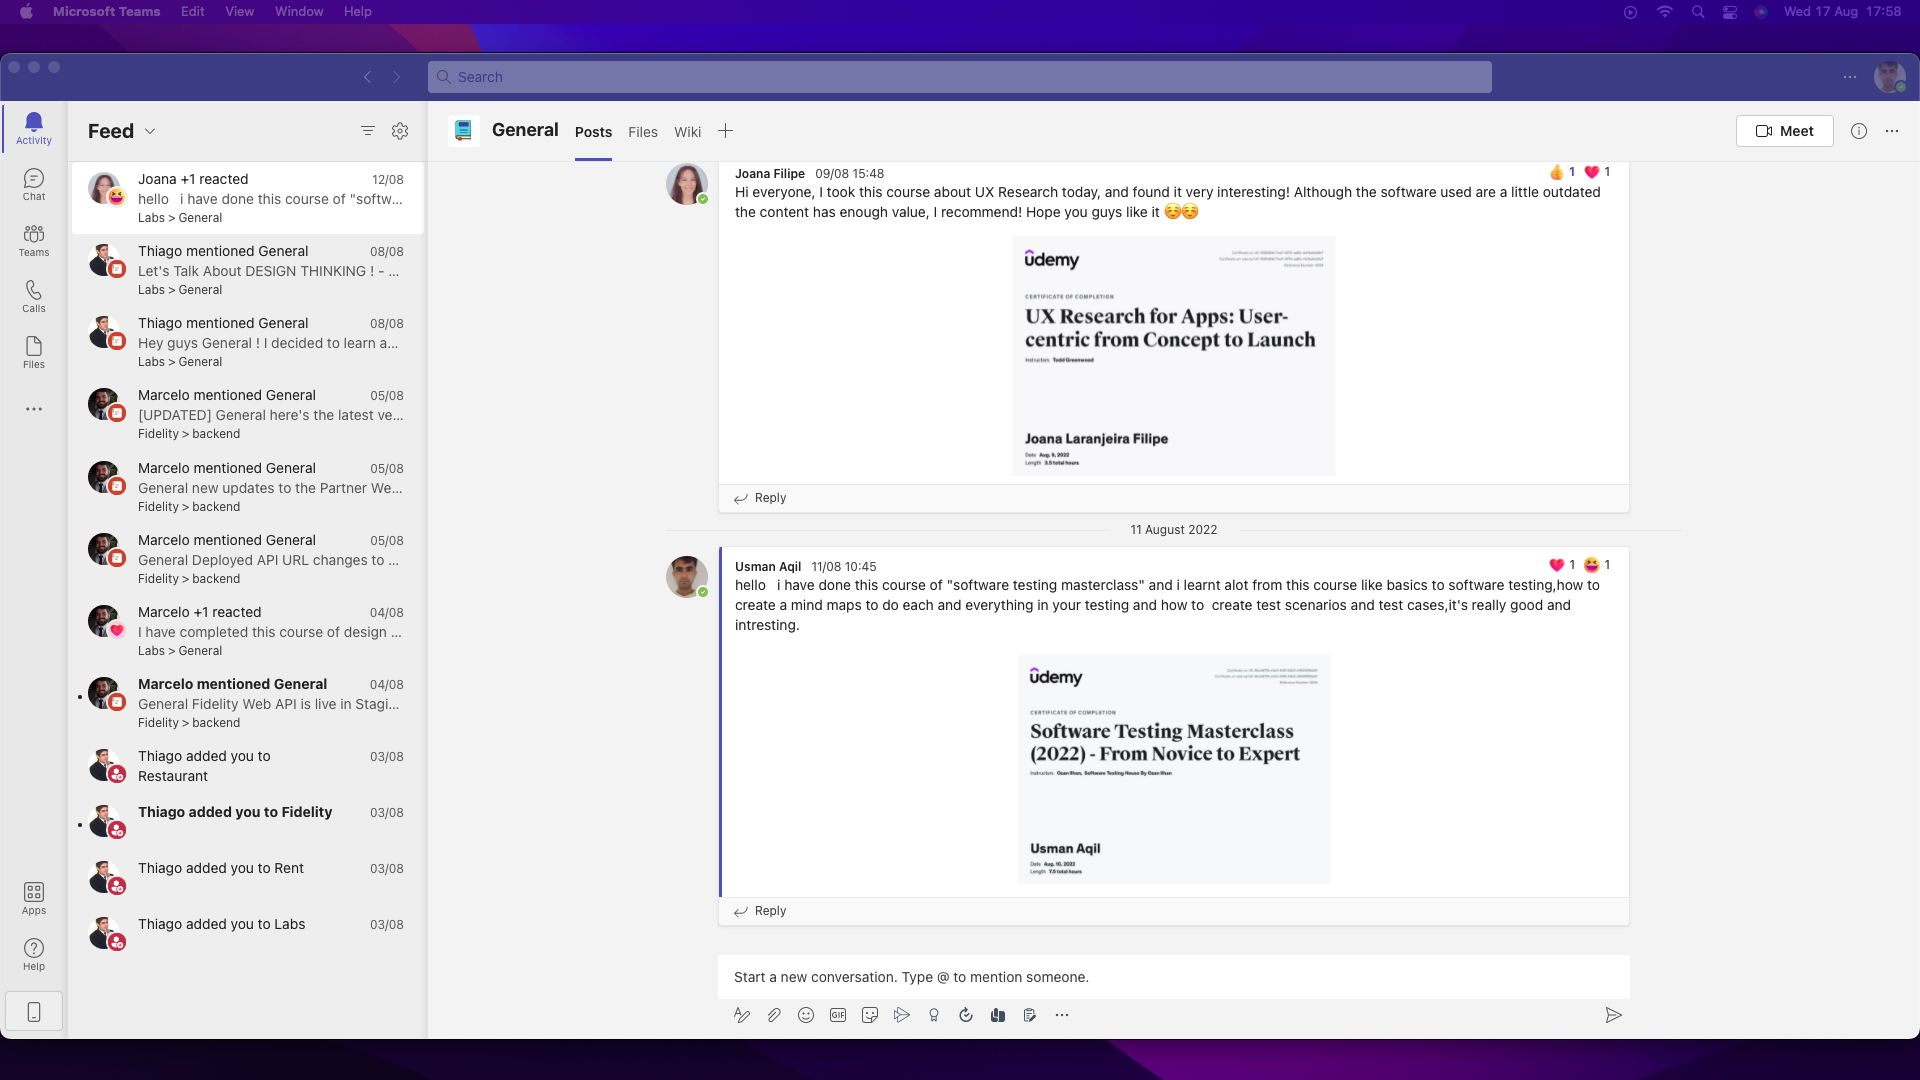 Microsoft Teams Edit View Window Help Wed 17 Aug 17:58
Search
Activity
Chat
Teams
Calls
Files
Apps
Help
Feed
Joana +1 reacted 12/08
hello i have done this course of "softw...
Labs > General
Thiago mentioned General 08/08
Let's Talk About DESIGN THINKING ! - ...
Labs > General
Thiago mentioned General 08/08
Hey guys General ! I decided to learn a...
Labs > General
Marcelo mentioned General 05/08
[UPDATED] General here's the latest ve...
Fidelity > backend
Marcelo mentioned General 05/08
General new updates to the Partner We...
Fidelity > backend
Marcelo mentioned General 05/08
General Deployed API URL changes to ...
Fidelity > backend
Marcelo +1 reacted 04/08
I have completed this course of design ...
Labs > General
Marcelo mentioned General 04/08
General Fidelity Web API is live in Stagi...
Fidelity > backend
Thiago added you to 03/08
Restaurant
Thiago added you to Fidelity 03/08
Thiago added you to Rent 03/08
Thiago added you to Labs 03/08
General Posts Files Wiki Meet
Joana Filipe 09/08 15:48 👍 1 ❤️ 1
Hi everyone, I took this course about UX Research today, and found it very interesting! Although the software used are a little outdated
the content has enough value, I recommend! Hope you guys like it ☺️☺️
udemy
CERTIFICATE OF COMPLETION
UX Research for Apps: User-
centric from Concept to Launch
Instructors Todd Greenwood
Joana Laranjeira Filipe
Date Aug, 9, 2022
Length 3.5 total hours
Reply
11 August 2022
Usman Aqil 11/08 10:45 ❤️ 1 😆 1
hello i have done this course of "software testing masterclass" and i learnt alot from this course like basics to software testing,how to
create a mind maps to do each and everything in your testing and how to create test scenarios and test cases,it's really good and
intresting.
udemy
CERTIFICATE OF COMPLETION
Software Testing Masterclass
(2022) - From Novice to Expert
Instructors Ozan Ilhan, Software Testing House By Ozan Ilhan
Usman Aqil
Date Aug, 10, 2022
Length 7.5 total hours
Reply
Start a new conversation. Type @ to mention someone.
GIF